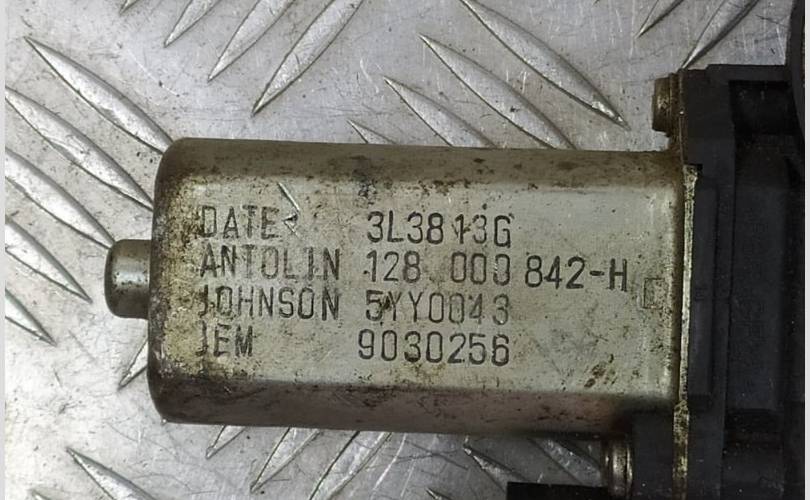 DATE: 3L3813G
ANTOLIN 128 000 842-H
JOHNSON 5YY0043
JEM 9030256